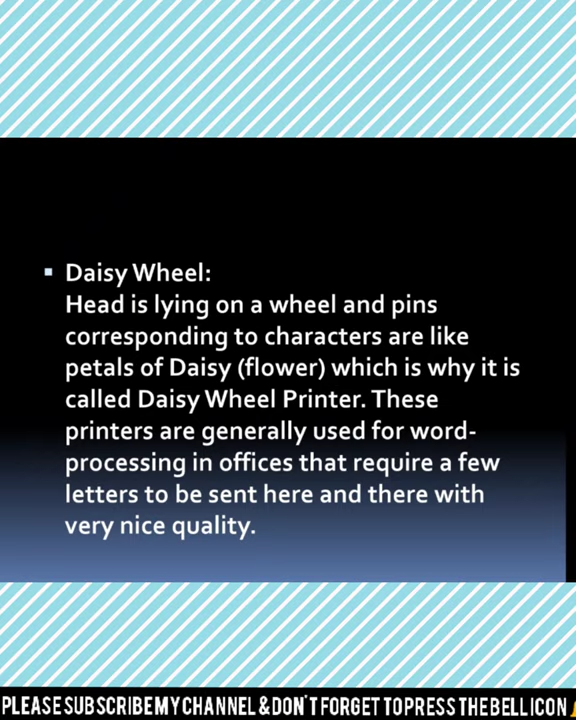 ▪ Daisy Wheel:
Head is lying on a wheel and pins
corresponding to characters are like
petals of Daisy (flower) which is why it is
called Daisy Wheel Printer. These
printers are generally used for word-
processing in offices that require a few
letters to be sent here and there with
very nice quality.
PLEASE SUBSCRIBE MY CHANNEL & DON'T FORGET TO PRESS THE BELL ICON